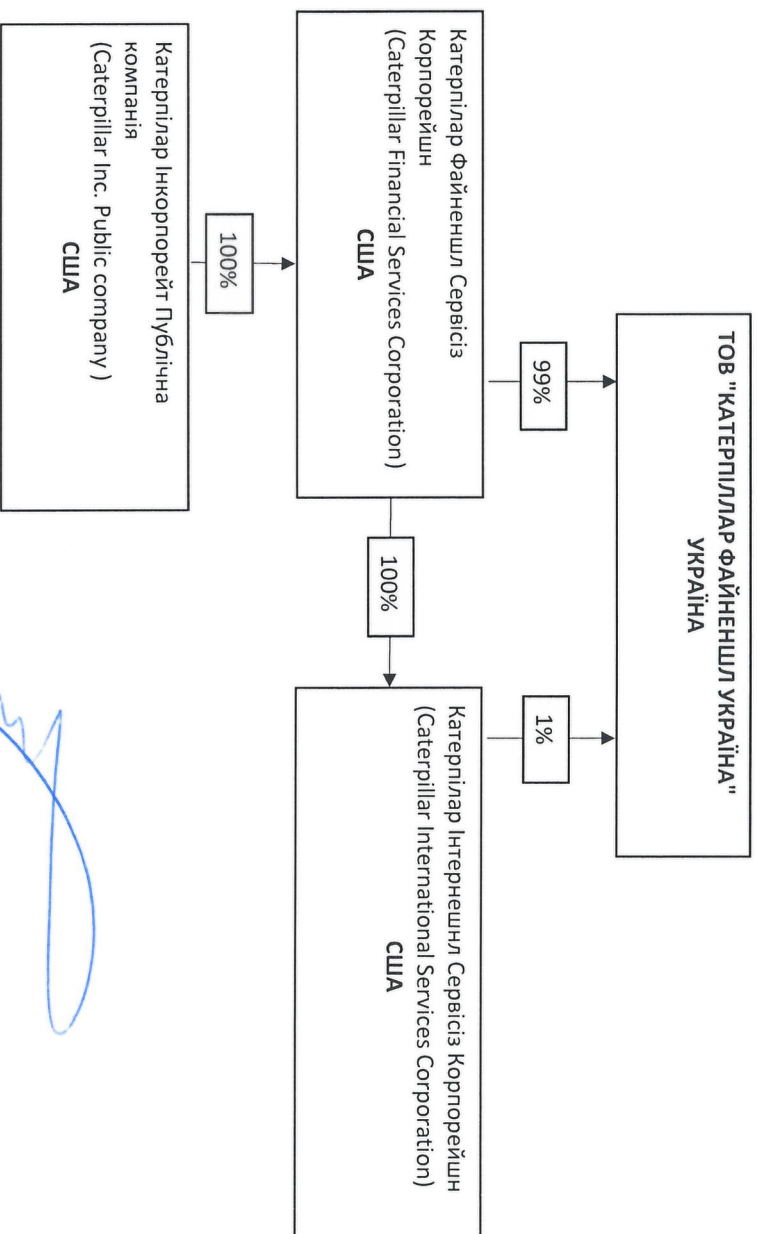 ТОВ "КАТЕРПІЛЛАР ФАЙНЕНШЛ УКРАЇНА"
УКРАЇНА
99%
1%
Катерпілар Файненшл Сервісіз
Корпорейшн
(Caterpillar Financial Services Corporation)
США
100%
Катерпілар Інтернешнл Сервісіз Корпорейшн
(Caterpillar International Services Corporation)
США
100%
Катерпілар Інкорпорейт Публічна
компанія
(Caterpillar Inc. Public company )
США